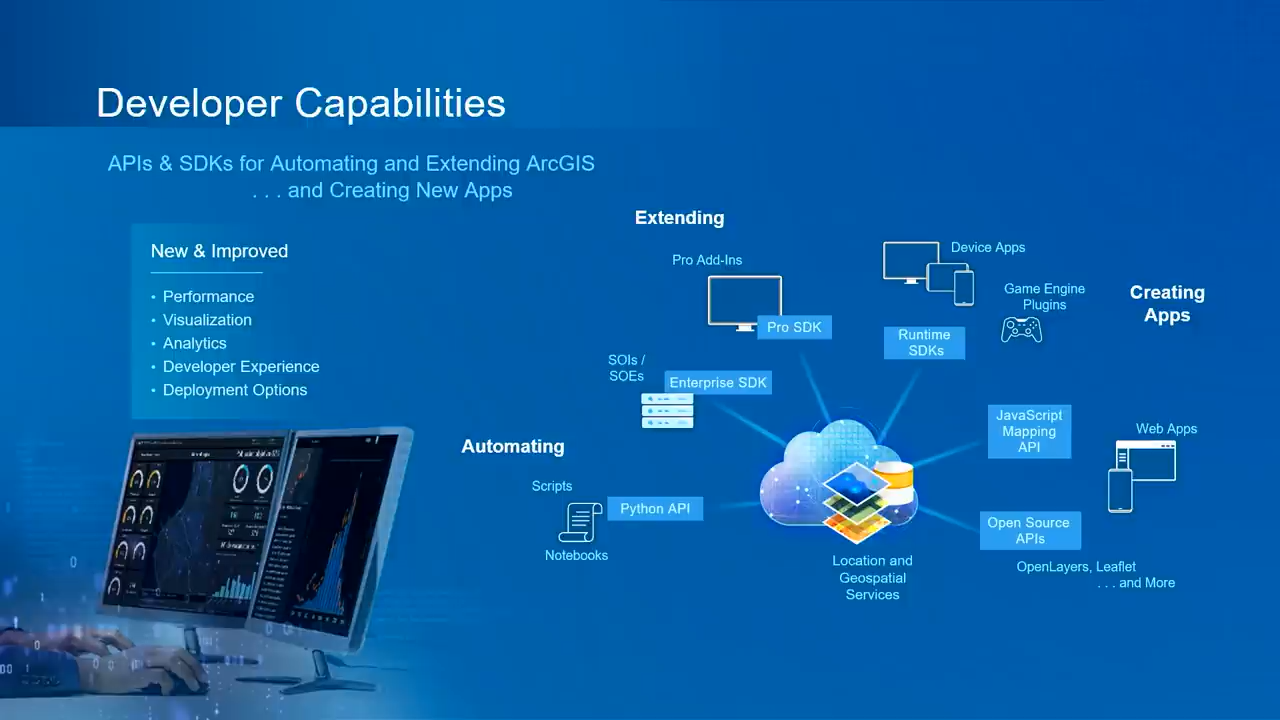 Developer Capabilities
APIs & SDKs for Automating and Extending ArcGIS
. . . and Creating New Apps
New & Improved
• Performance
• Visualization
• Analytics
• Developer Experience
• Deployment Options
Extending
Pro Add-Ins
Pro SDK
SOIs /
SOEs
Enterprise SDK
Automating
Scripts
Python API
Notebooks
Device Apps
Game Engine
Plugins
Runtime
SDKs
Creating
Apps
JavaScript
Mapping
API
Web Apps
Open Source
APIs
OpenLayers, Leaflet
. . . and More
Location and
Geospatial
Services